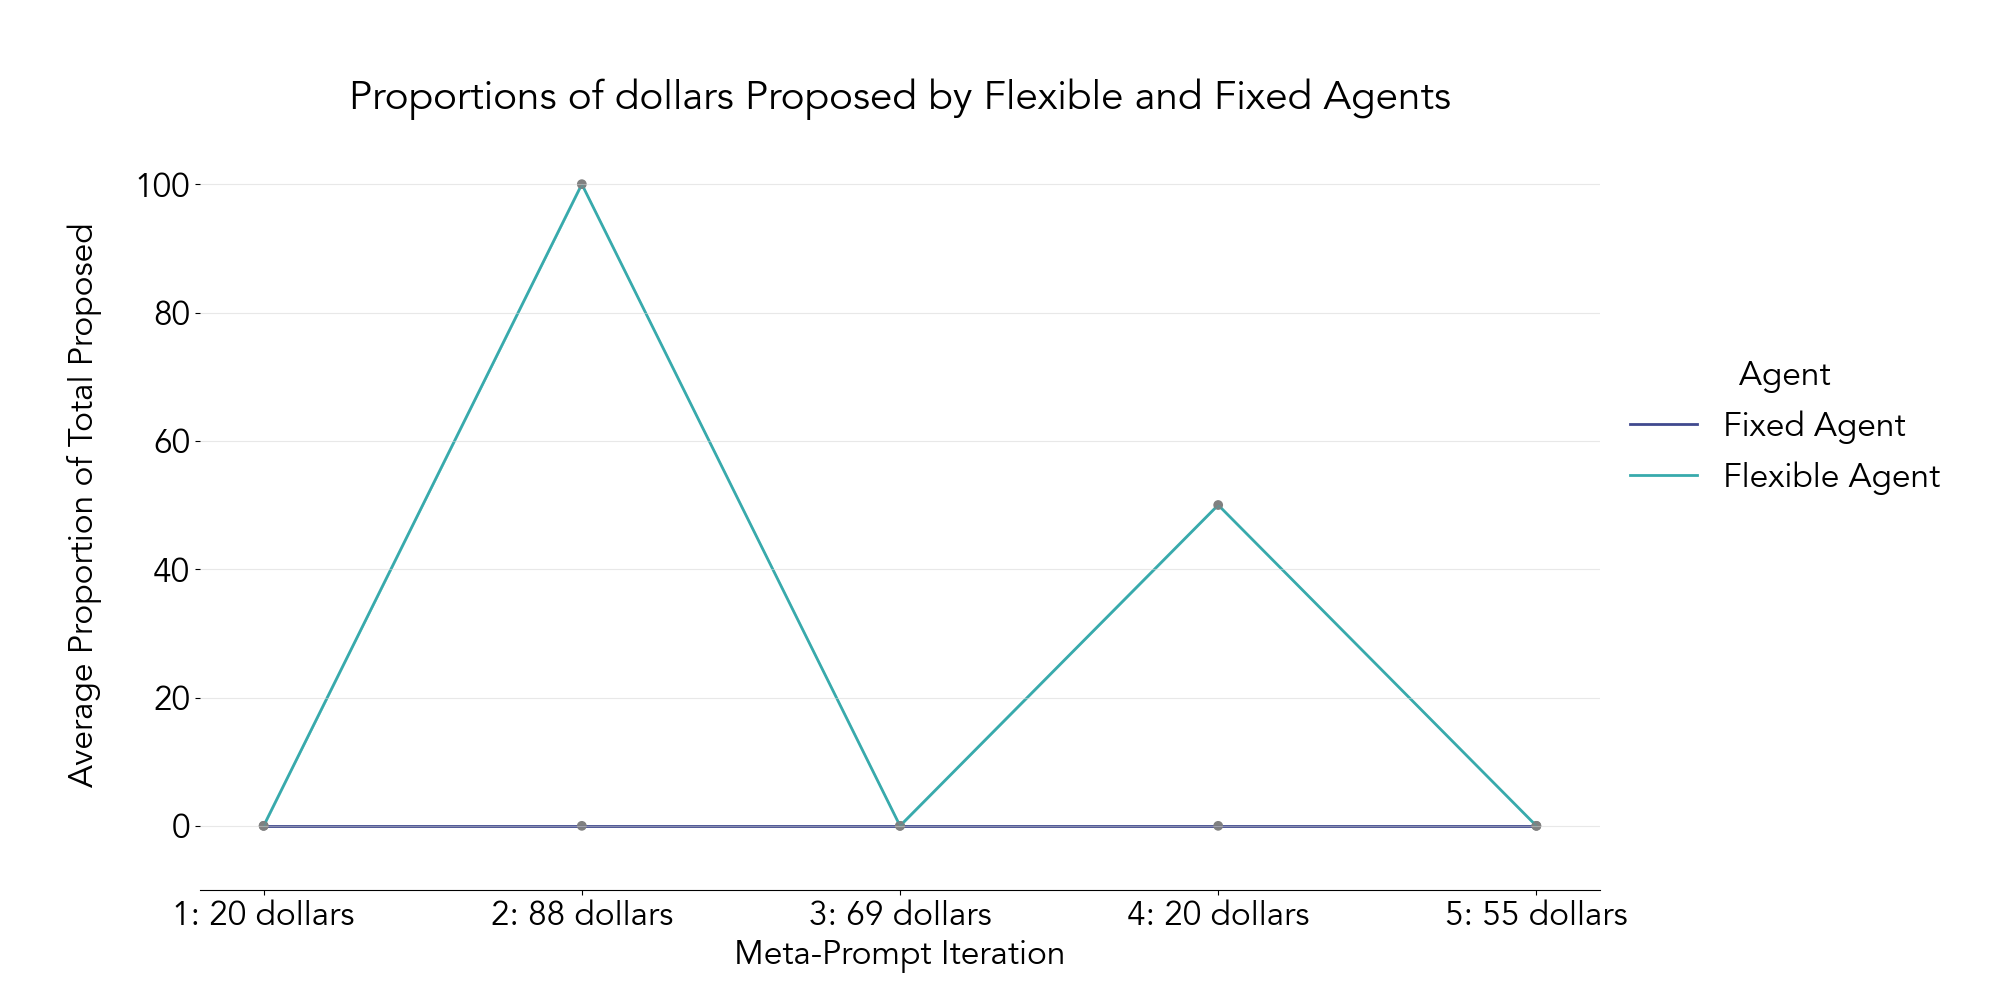 Proportions of dollars Proposed by Flexible and Fixed Agents
Average Proportion of Total Proposed
100
80
60
40
20
0
1: 20 dollars
2: 88 dollars
3: 69 dollars
4: 20 dollars
5: 55 dollars
Meta-Prompt Iteration
Agent
Fixed Agent
Flexible Agent